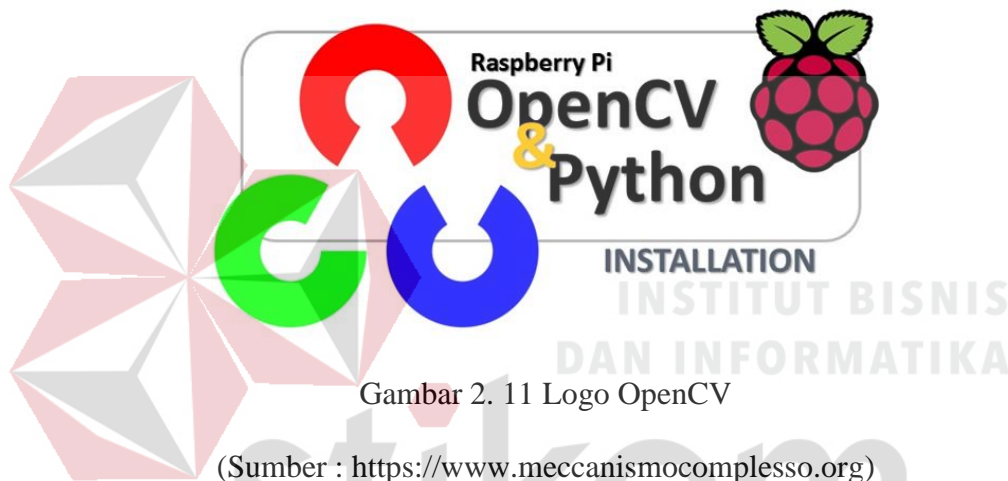 Raspberry Pi
OpenCV
&
Python
INSTALLATION
INSTITUT BISNIS
DAN INFORMATIKA
Gambar 2. 11 Logo OpenCV
stikom
(Sumber : https://www.meccanismocomplesso.org)